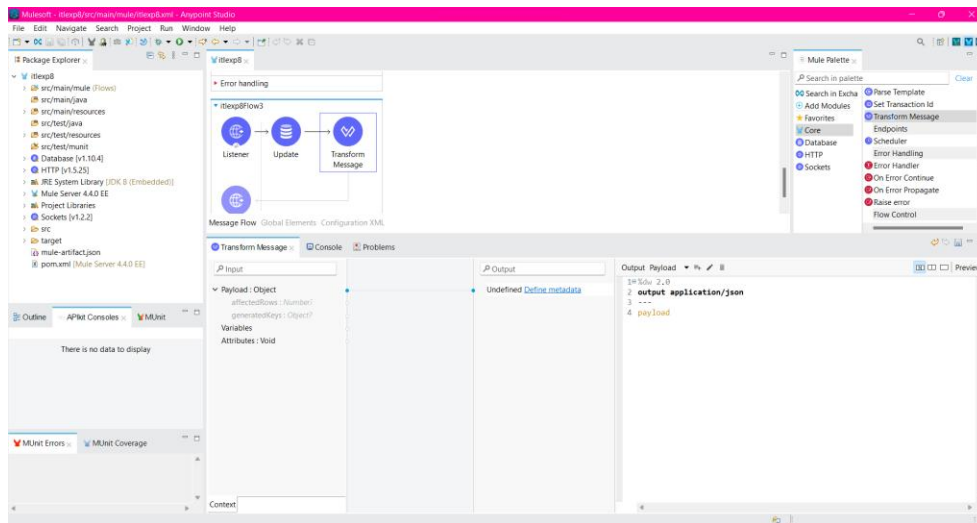 Mulesoft - itlexp8/src/main/mule/itlexp8.xml - Anypoint Studio
File Edit Navigate Search Project Run Window Help
Package Explorer
itlexp8
src/main/mule (Flows)
src/main/java
src/main/resources
src/test/java
src/test/resources
src/test/munit
Database [v1.10.4]
HTTP [v1.5.25]
JRE System Library [JDK 8 (Embedded)]
Mule Server 4.4.0 EE
Project Libraries
Sockets [v1.2.2]
src
target
mule-artifact.json
pom.xml [Mule Server 4.4.0 EE]
Outline APIkit Consoles MUnit
There is no data to display
MUnit Errors MUnit Coverage
itlexp8
Error handling
itlexp8Flow3
Listener Update Transform Message
Message Flow Global Elements Configuration XML
Mule Palette
Search in palette Clear
Search in Excha
Add Modules
Favorites
Core
Database
HTTP
Sockets
Parse Template
Set Transaction Id
Transform Message
Endpoints
Scheduler
Error Handling
Error Handler
On Error Continue
On Error Propagate
Raise error
Flow Control
Transform Message Console Problems
Input
Payload : Object
affectedRows : Number?
generatedKeys : Object?
Variables
Attributes : Void
Context
Output
Undefined Define metadata
Output Payload Preview
1 %dw 2.0
2 output application/json
3 ---
4 payload